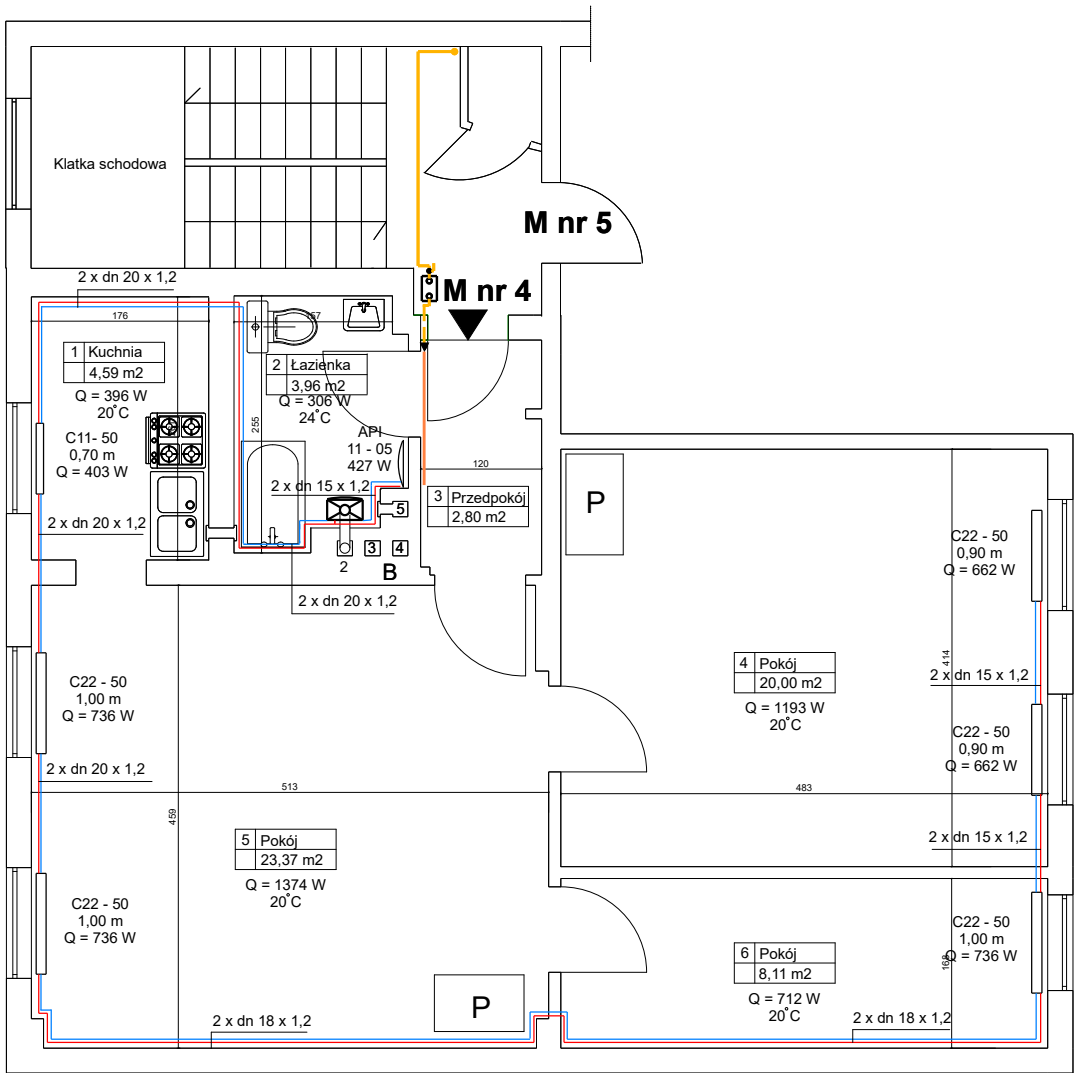 Klatka schodowa
M nr 5
M nr 4
2 x dn 20 x 1,2
176
157
1 Kuchnia
4,59 m2
Q = 396 W
20°C
C11- 50
0,70 m
Q = 403 W
2 x dn 20 x 1,2
2 Łazienka
3,96 m2
Q = 306 W
24°C
255
API
11 - 05
427 W
2 x dn 15 x 1,2
120
3 Przedpokój
2,80 m2
5
2
3
4
B
2 x dn 20 x 1,2
P
C22 - 50
0,90 m
Q = 662 W
414
4 Pokój
20,00 m2
Q = 1193 W
20°C
2 x dn 15 x 1,2
C22 - 50
0,90 m
Q = 662 W
483
2 x dn 15 x 1,2
C22 - 50
1,00 m
Q = 736 W
2 x dn 20 x 1,2
513
459
5 Pokój
23,37 m2
Q = 1374 W
20°C
C22 - 50
1,00 m
Q = 736 W
P
2 x dn 18 x 1,2
6 Pokój
8,11 m2
Q = 712 W
20°C
C22 - 50
1,00 m
Q = 736 W
168
2 x dn 18 x 1,2